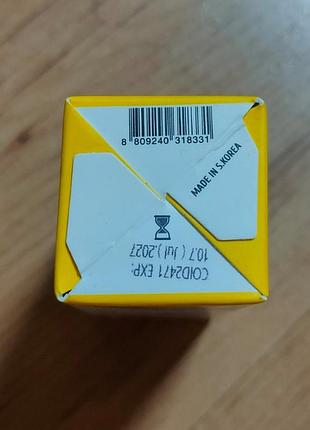 8 809240 318331
MADE IN S.KOREA
COID2471 EXP:
10.7 ( Jul ).2027